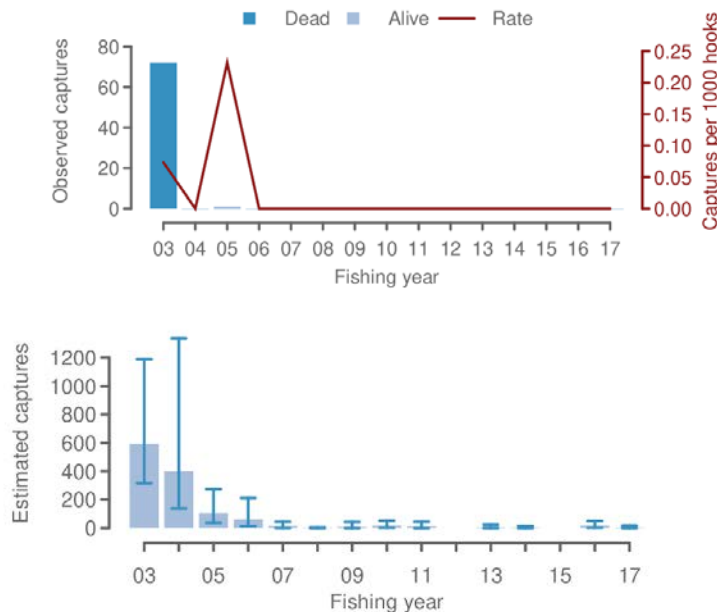 Dead Alive Rate
Observed captures
80
60
40
20
0
0.25
0.20
0.15
0.10
0.05
0.00
Captures per 1000 hooks
03 04 05 06 07 08 09 10 11 12 13 14 15 16 17
Fishing year
Estimated captures
1200
1000
800
600
400
200
0
03 05 07 09 11 13 15 17
Fishing year